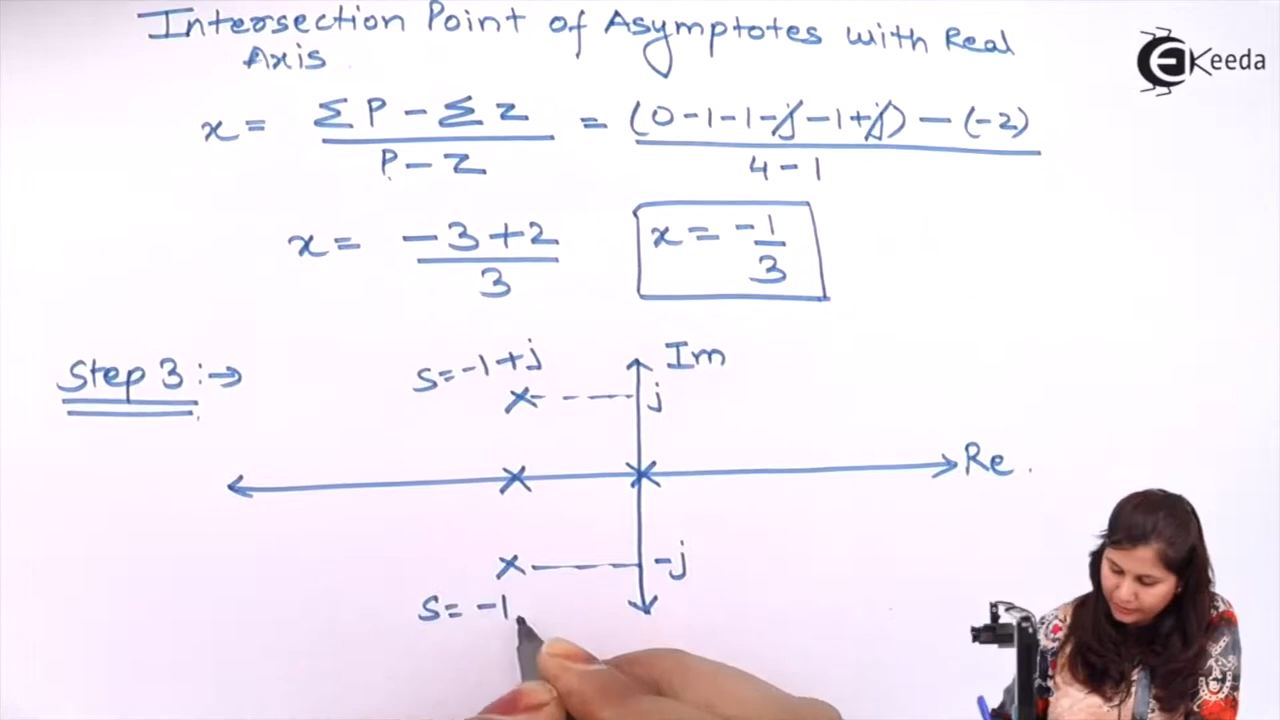 Intersection Point of Asymptotes with Real
Axis
EKeeda
x = ΣP - ΣZ / P - Z = (0-1-1-j-1+j) - (-2) / 4-1
x = -3+2 / 3
x = -1/3
Step 3 :→
S=-1+j
Im
j
Re.
-j
S= -1